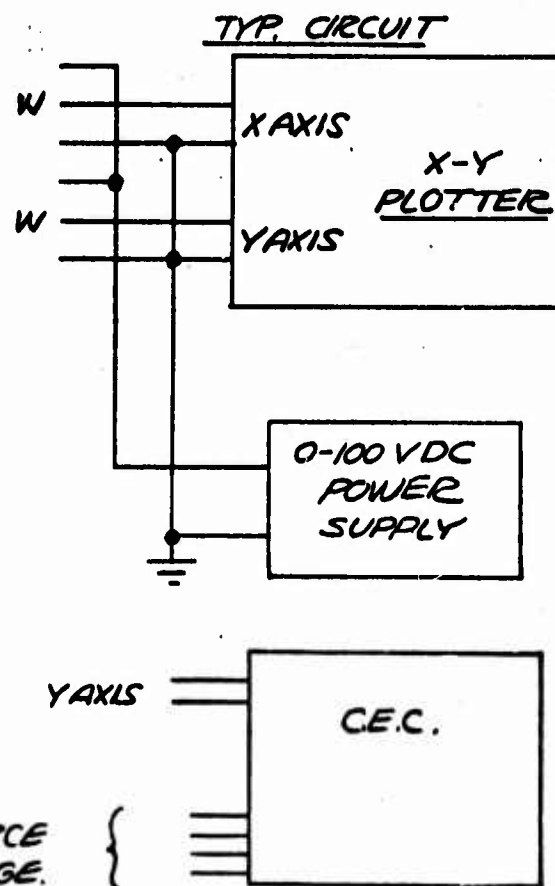 TYP. CIRCUIT
W
X AXIS
X-Y
PLOTTER
W
Y AXIS
0-100 VDC
POWER
SUPPLY
Y AXIS
C.E.C.